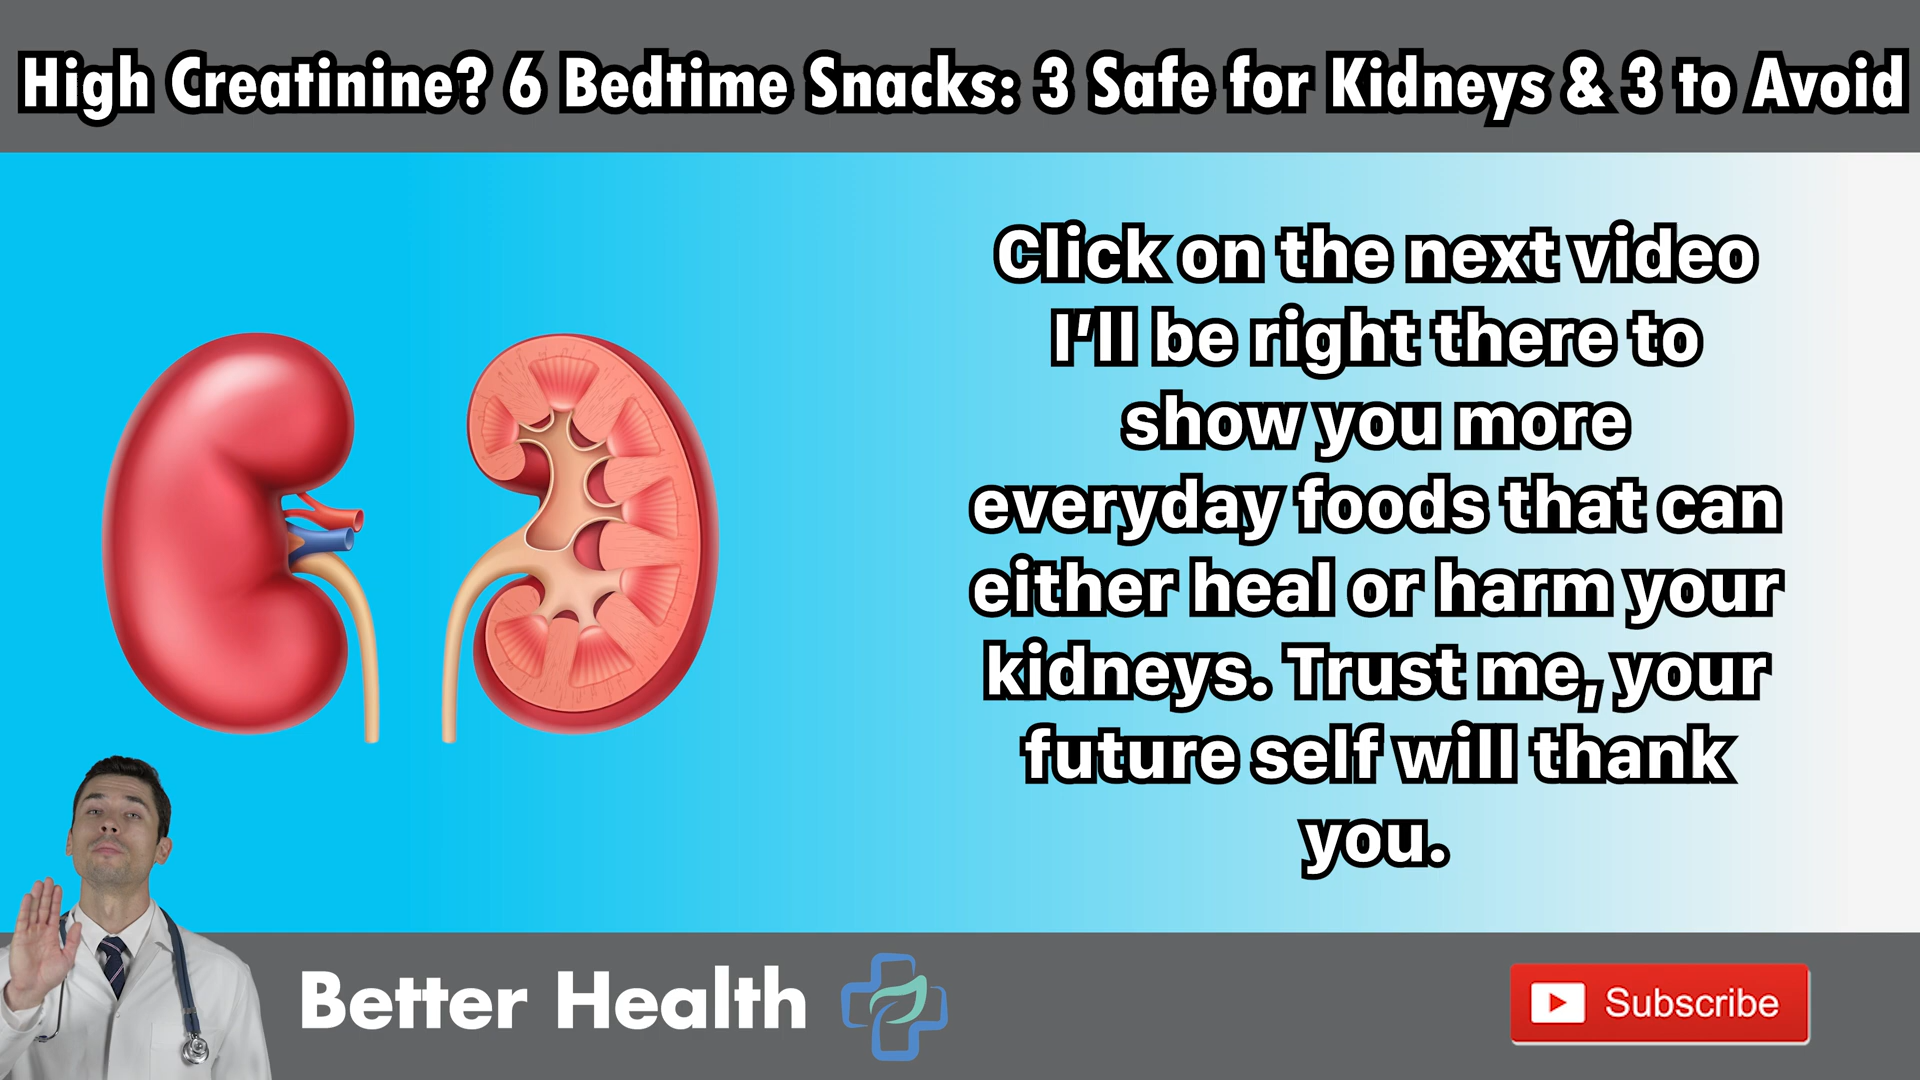 High Creatinine? 6 Bedtime Snacks: 3 Safe for Kidneys & 3 to Avoid
Click on the next video
I’ll be right there to
show you more
everyday foods that can
either heal or harm your
kidneys. Trust me, your
future self will thank
you.
Better Health
Subscribe